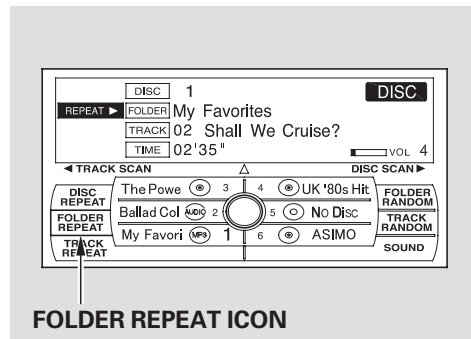 DISC 1 DISC
REPEAT ▶ FOLDER My Favorites
TRACK 02 Shall We Cruise?
TIME 02'35" VOL 4
◀ TRACK SCAN △ DISC SCAN ▶
DISC REPEAT
The Powe 3 4 UK '80s Hit
FOLDER RANDOM
FOLDER REPEAT
Ballad Col AUDIO 2 5 No Disc
TRACK RANDOM
TRACK REPEAT
My Favori MP3 1 6 ASIMO
SOUND
FOLDER REPEAT ICON